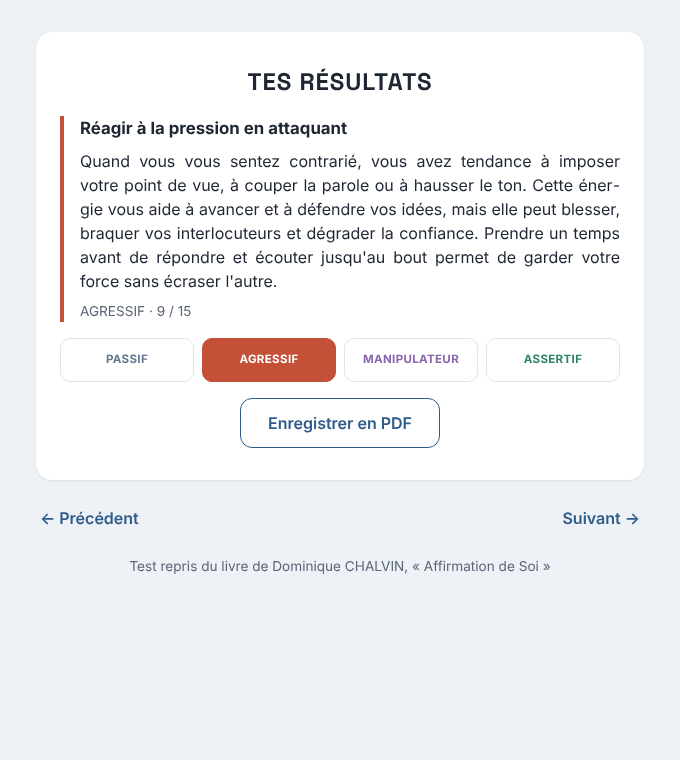 TES RÉSULTATS
Réagir à la pression en attaquant
Quand vous vous sentez contrarié, vous avez tendance à imposer
votre point de vue, à couper la parole ou à hausser le ton. Cette éner-
gie vous aide à avancer et à défendre vos idées, mais elle peut blesser,
braquer vos interlocuteurs et dégrader la confiance. Prendre un temps
avant de répondre et écouter jusqu'au bout permet de garder votre
force sans écraser l'autre.
AGRESSIF · 9 / 15
PASSIF AGRESSIF MANIPULATEUR ASSERTIF
Enregistrer en PDF
← Précédent Suivant →
Test repris du livre de Dominique CHALVIN, « Affirmation de Soi »